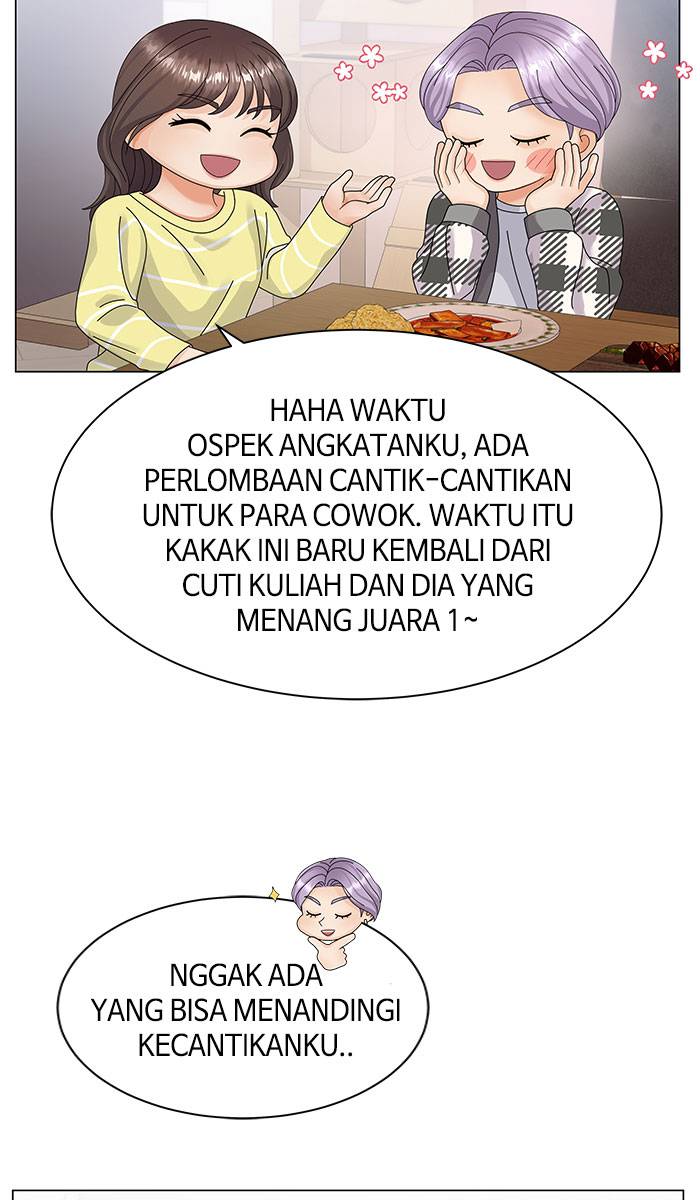 HAHA WAKTU
OSPEK ANGKATANKU, ADA
PERLOMBAAN CANTIK-CANTIKAN
UNTUK PARA COWOK. WAKTU ITU
KAKAK INI BARU KEMBALI DARI
CUTI KULIAH DAN DIA YANG
MENANG JUARA 1~
NGGAK ADA
YANG BISA MENANDINGI
KECANTIKANKU..